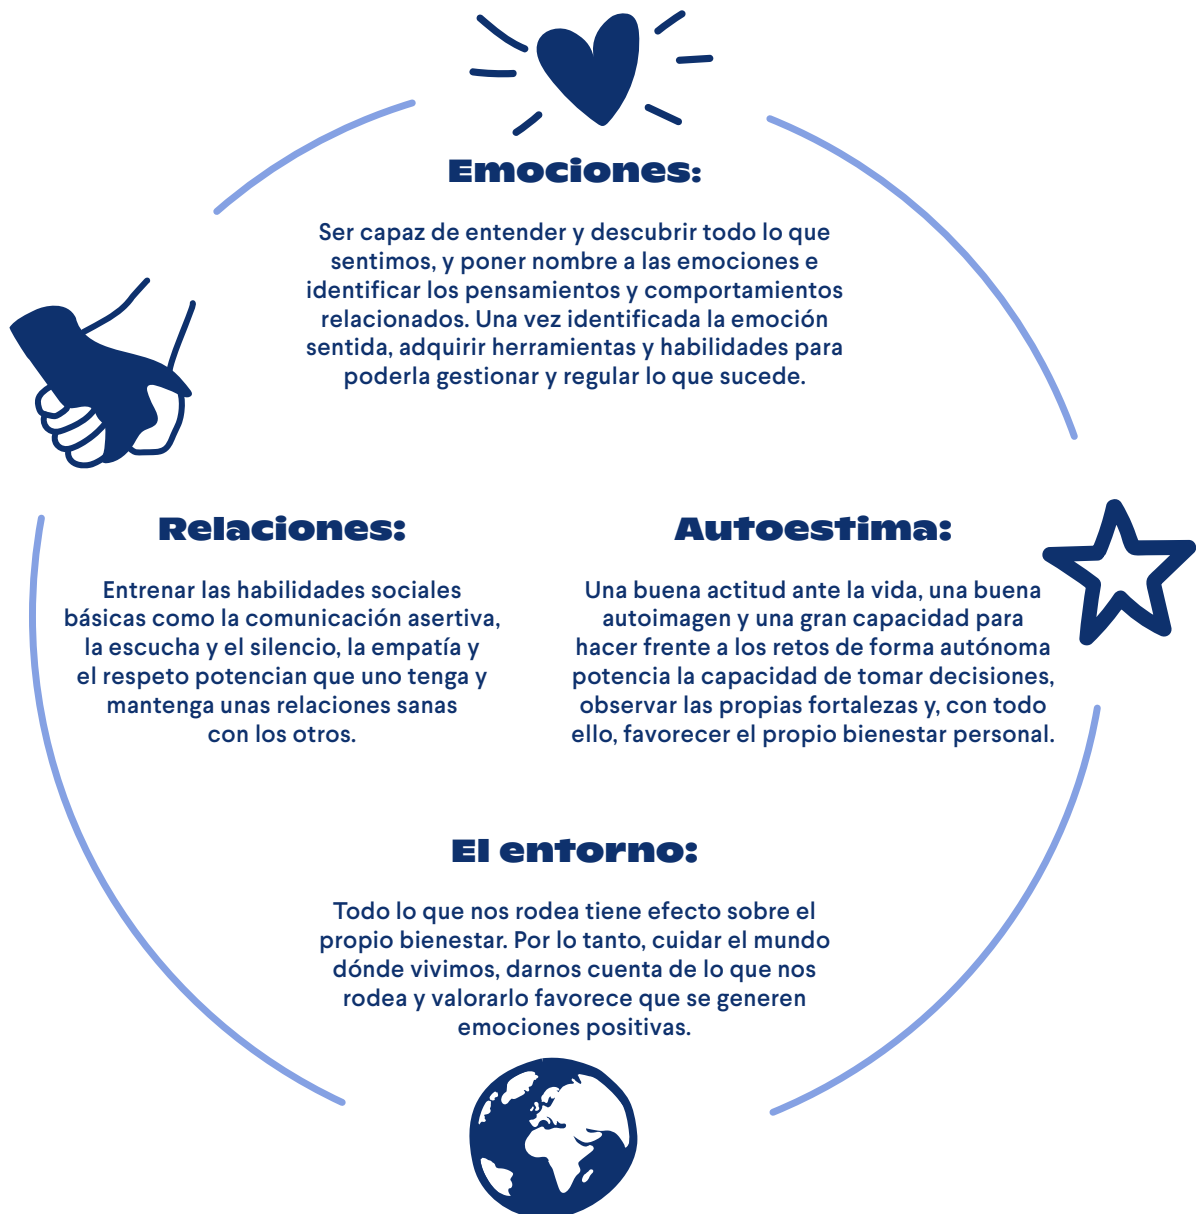 Emociones:
Ser capaz de entender y descubrir todo lo que
sentimos, y poner nombre a las emociones e
identificar los pensamientos y comportamientos
relacionados. Una vez identificada la emoción
sentida, adquirir herramientas y habilidades para
poderla gestionar y regular lo que sucede.
Relaciones:
Entrenar las habilidades sociales
básicas como la comunicación asertiva,
la escucha y el silencio, la empatía y
el respeto potencian que uno tenga y
mantenga unas relaciones sanas
con los otros.
Autoestima:
Una buena actitud ante la vida, una buena
autoimagen y una gran capacidad para
hacer frente a los retos de forma autónoma
potencia la capacidad de tomar decisiones,
observar las propias fortalezas y, con todo
ello, favorecer el propio bienestar personal.
El entorno:
Todo lo que nos rodea tiene efecto sobre el
propio bienestar. Por lo tanto, cuidar el mundo
dónde vivimos, darnos cuenta de lo que nos
rodea y valorarlo favorece que se generen
emociones positivas.